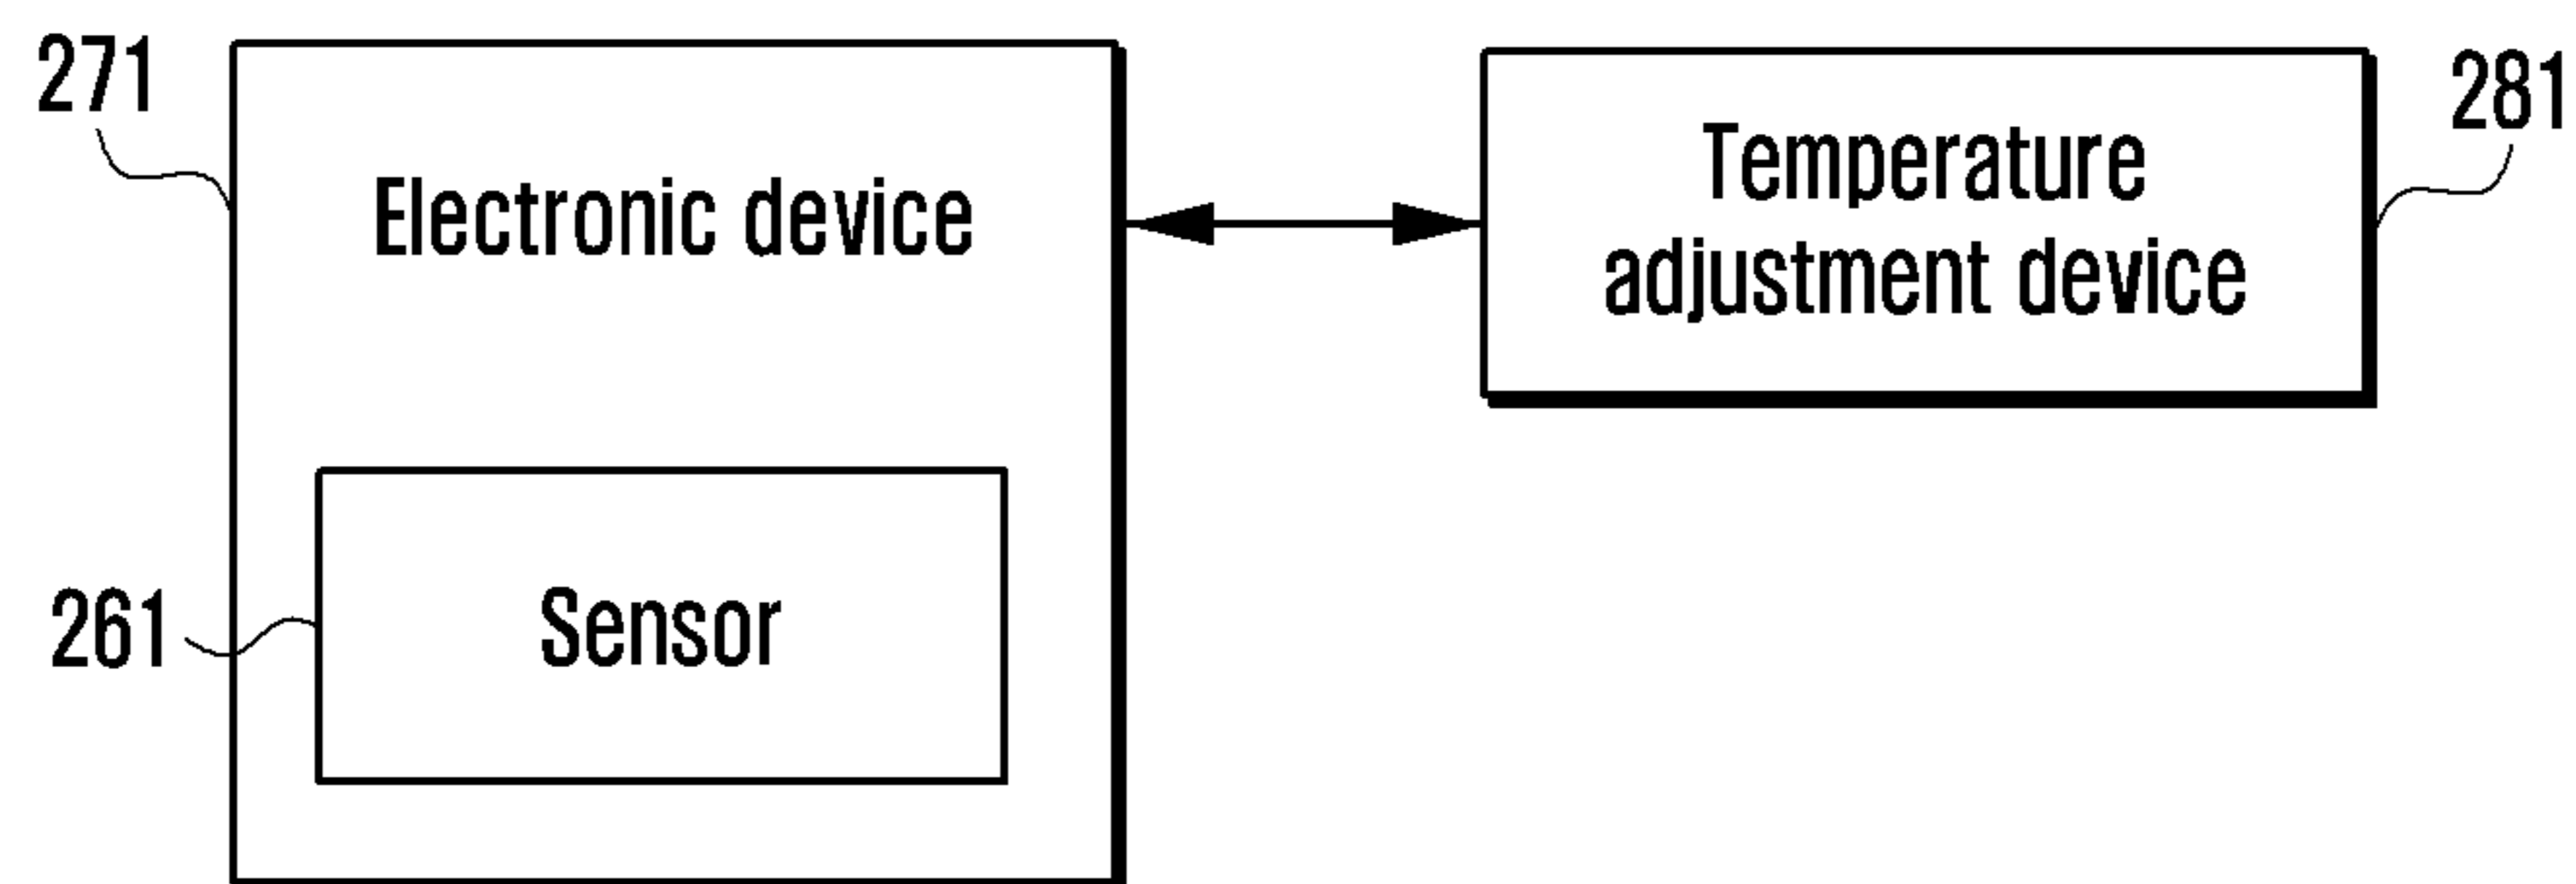 271
Electronic device
Temperature
adjustment device
281
261
Sensor